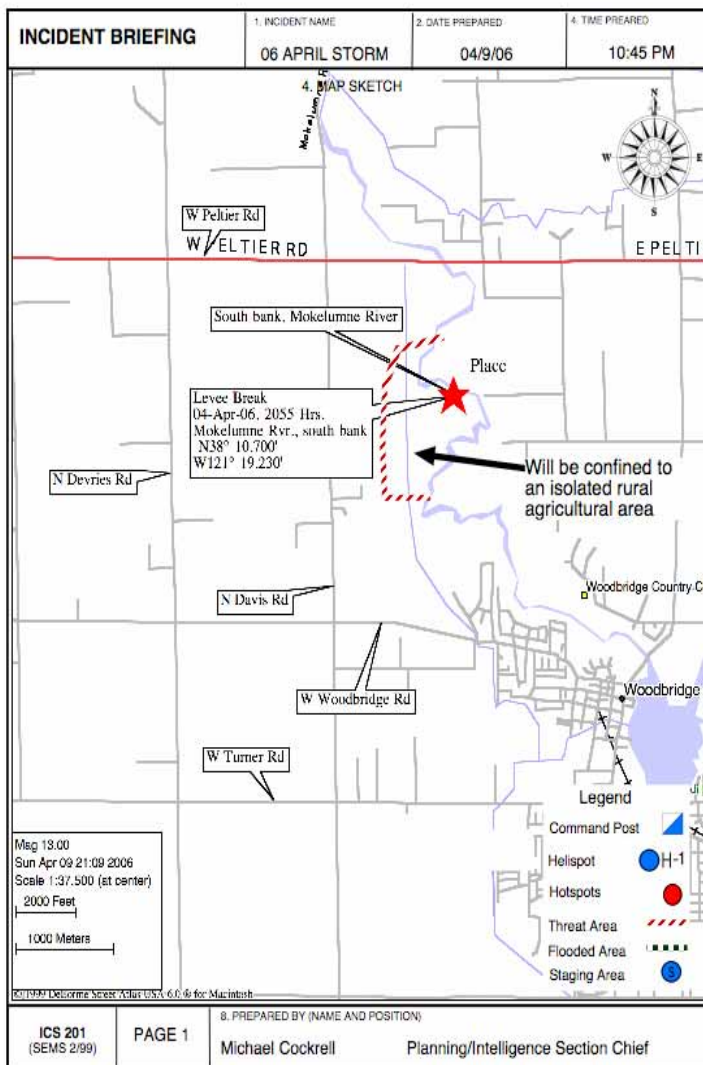 INCIDENT BRIEFING
1. INCIDENT NAME
06 APRIL STORM
2. DATE PREPARED
04/9/06
4. TIME PREARED
10:45 PM
4. MAP SKETCH
Mokelumne R
N
W
E
S
W Peltier Rd
W PELTIER RD
E PELTI
South bank, Mokelumne River
Place
Levee Break
04-Apr-06, 2055 Hrs.
Mokelumne Rvr., south bank
N38° 10.700'
W121° 19.230'
Will be confined to
an isolated rural
agricultural area
N Devries Rd
N Davis Rd
Woodbridge Country C
W Woodbridge Rd
Woodbridge
W Turner Rd
Legend
di
Command Post
Helispot
H-1
Hotspots
Threat Area
Flooded Area
Staging Area
S
Mag 13.00
Sun Apr 09 21:09 2006
Scale 1:37,500 (at center)
2000 Feet
1000 Meters
© 1999 DeLorme Street Atlas USA 6.0 ® for Macintosh
ICS 201
(SEMS 2/99)
PAGE 1
8. PREPARED BY (NAME AND POSITION)
Michael Cockrell
Planning/Intelligence Section Chief